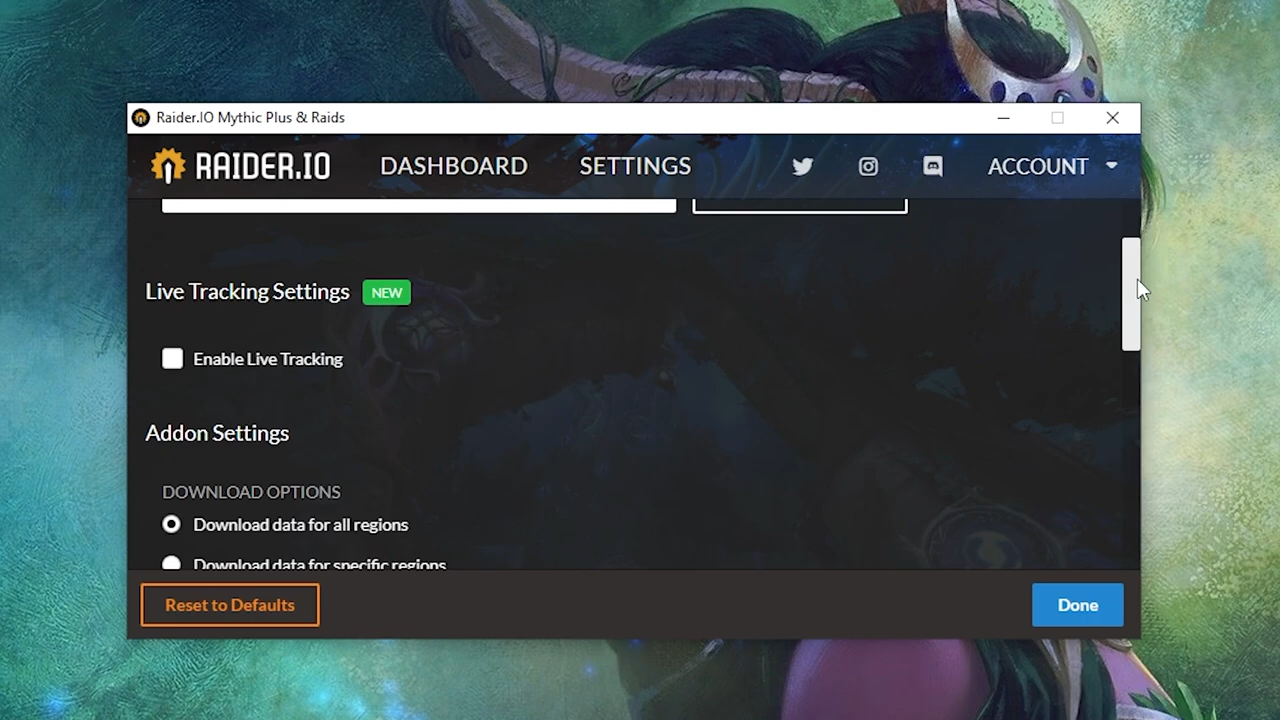 Raider.IO Mythic Plus & Raids
RAIDER.IO DASHBOARD SETTINGS ACCOUNT
Live Tracking Settings NEW
Enable Live Tracking
Addon Settings
DOWNLOAD OPTIONS
Download data for all regions
Download data for specific regions
Reset to Defaults Done